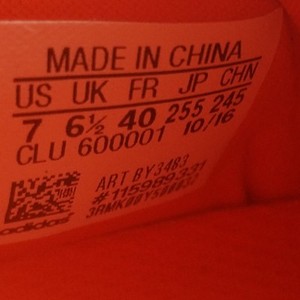 MADE IN CHINA
US UK FR JP CHN
7 6½ 40 255 245
CLU 600001 10/16
ART BY3483
adidas